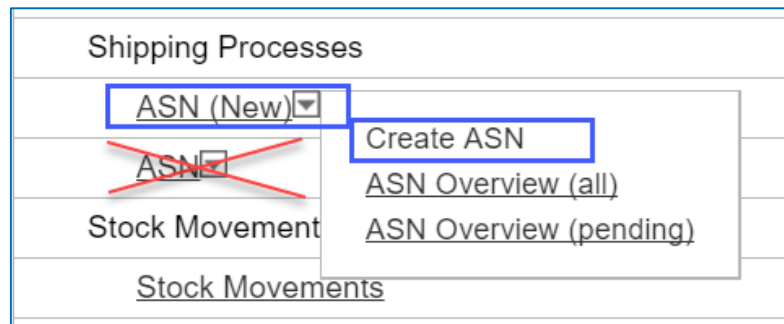 Shipping Processes
ASN (New)
Create ASN
ASN
ASN Overview (all)
Stock Movement
ASN Overview (pending)
Stock Movements